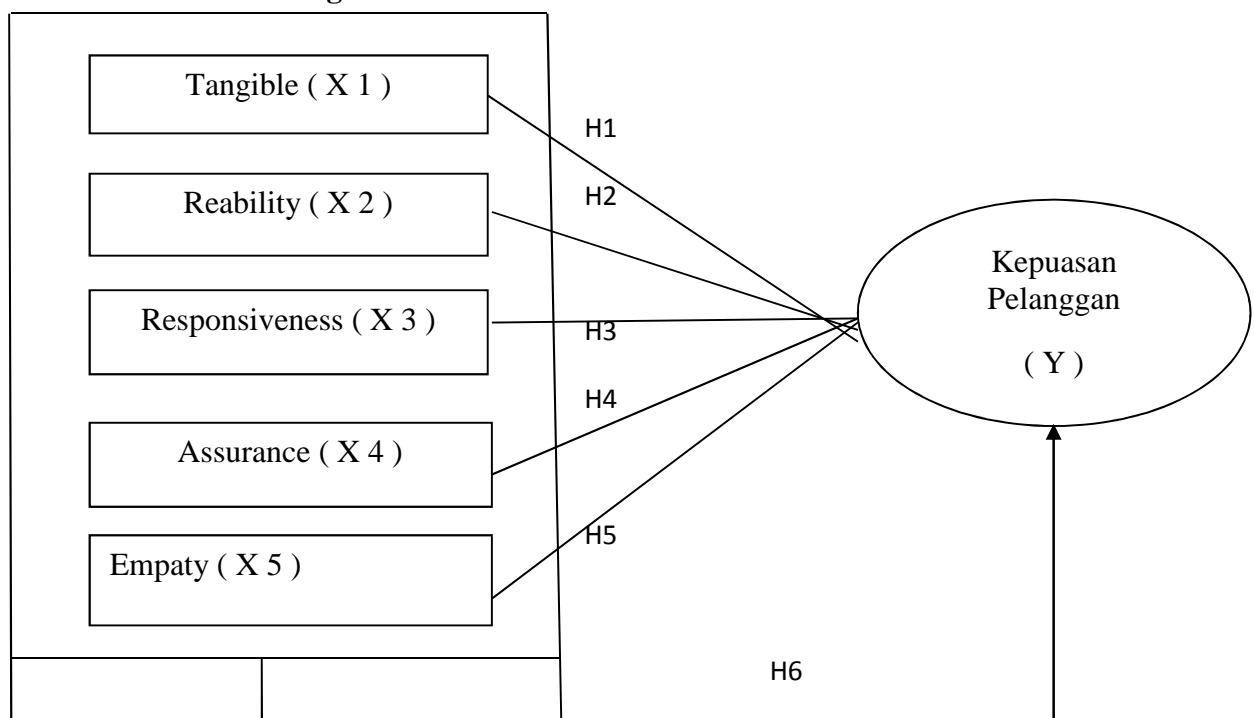 Tangible ( X 1 )
H1
Reability ( X 2 )
H2
Responsiveness ( X 3 )
H3
Kepuasan
Pelanggan
( Y )
Assurance ( X 4 )
H4
Empaty ( X 5 )
H5
H6